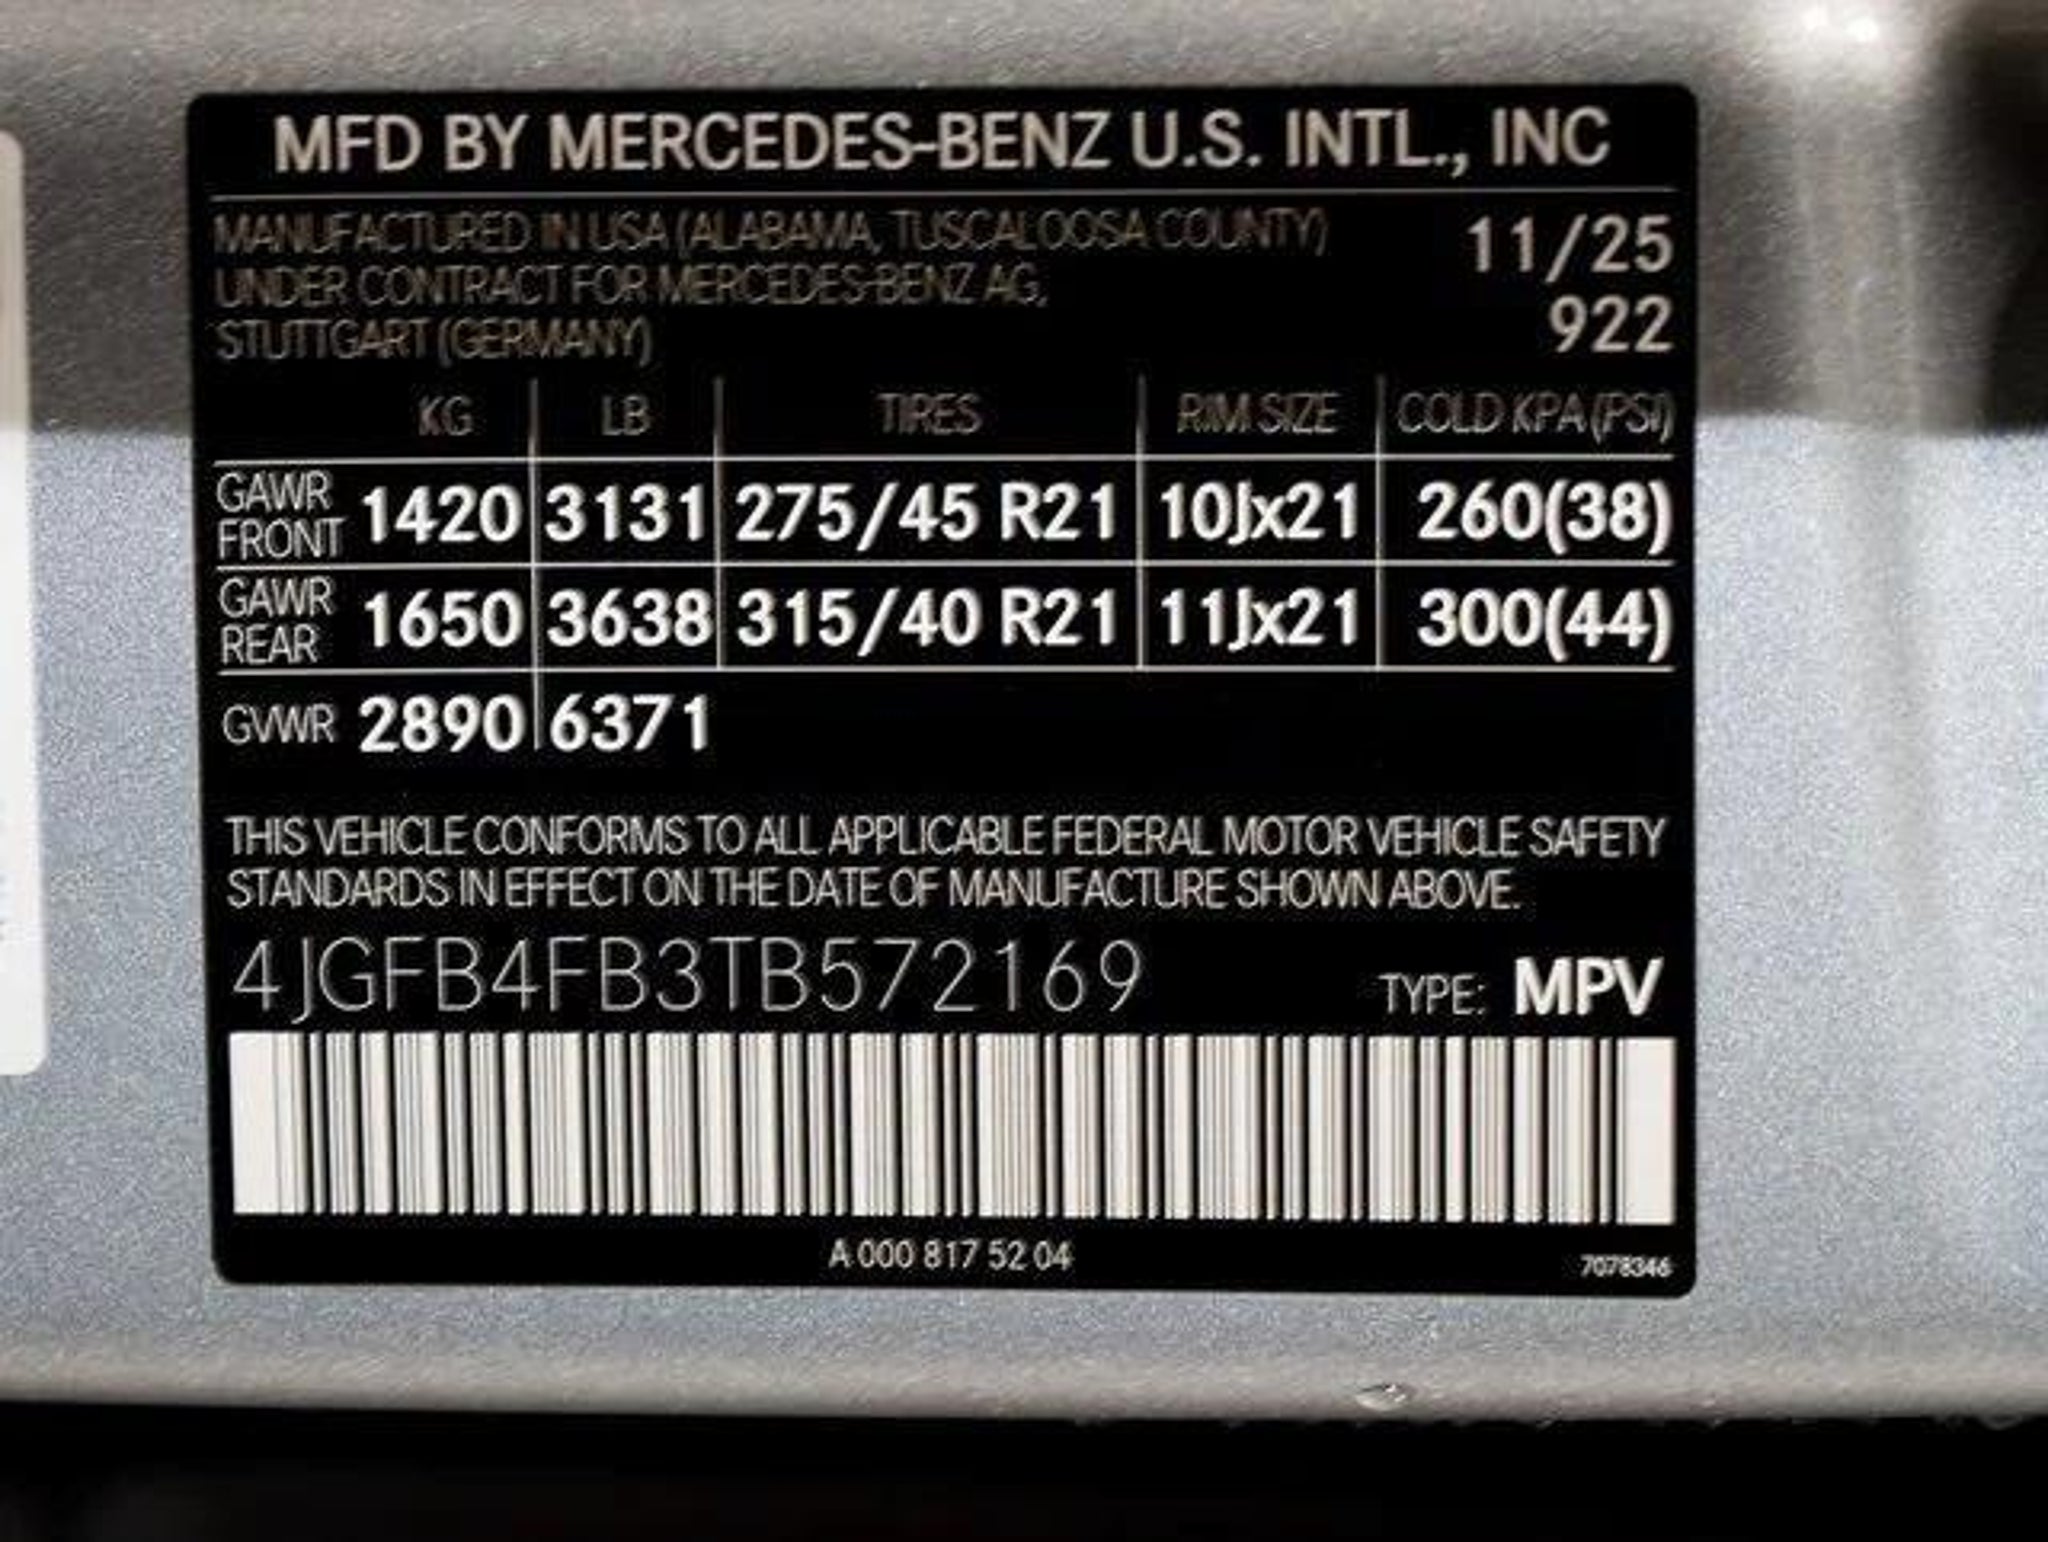 MFD BY MERCEDES-BENZ U.S. INTL., INC
MANUFACTURED IN USA (ALABAMA, TUSCALOOSA COUNTY) 11/25
UNDER CONTRACT FOR MERCEDES-BENZ AG,
STUTTGART (GERMANY) 922
KG LB TIRES RIM SIZE COLD KPA (PSI)
GAWR FRONT 1420 3131 275/45 R21 10Jx21 260(38)
GAWR REAR 1650 3638 315/40 R21 11Jx21 300(44)
GVWR 2890 6371
THIS VEHICLE CONFORMS TO ALL APPLICABLE FEDERAL MOTOR VEHICLE SAFETY
STANDARDS IN EFFECT ON THE DATE OF MANUFACTURE SHOWN ABOVE.
4JGFB4FB3TB572169 TYPE: MPV
A 000 817 52 04 7078346